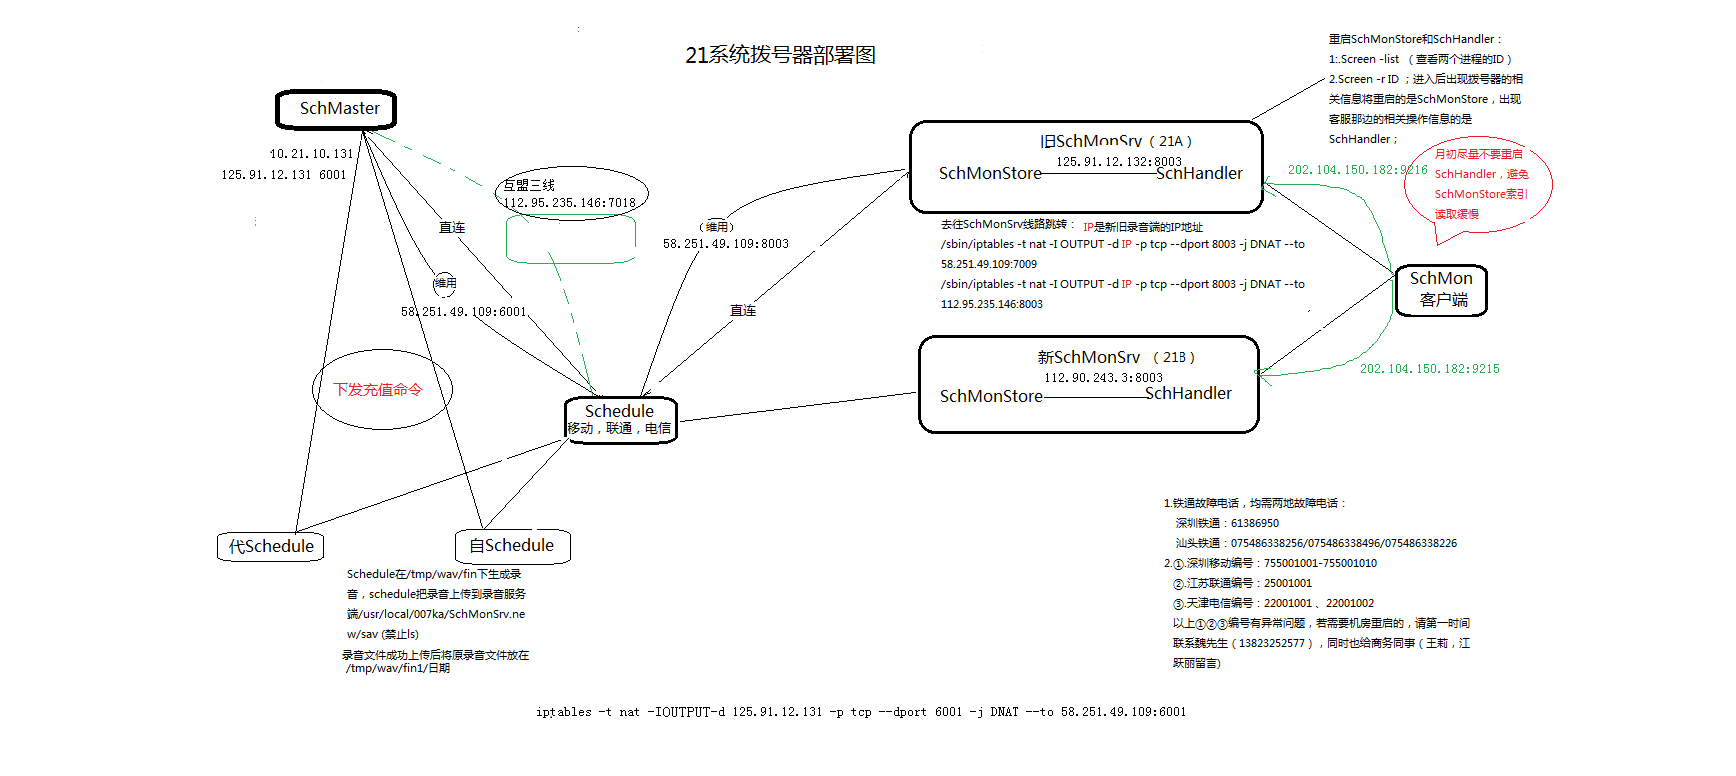 21系统拨号器部署图
SchMaster
10.21.10.131
125.91.12.131 6001
互盟三线
112.95.235.146:7018
直连
维用
58.251.49.109:6001
下发充值命令
（维用）
58.251.49.109:8003
直连
Schedule
移动，联通，电信
代Schedule
自Schedule
Schedule在/tmp/wav/fin下生成录
音，schedule把录音上传到录音服务
端/usr/local/007ka/SchMonSrv.ne
w/sav (禁止ls)
录音文件成功上传后将原录音文件放在
/tmp/wav/fin1/日期
旧SchMonSrv（21A）
125.91.12.132:8003
SchMonStore SchHandler
去往SchMonSrv线路跳转： IP是新旧录音端的IP地址
/sbin/iptables -t nat -I OUTPUT -d IP -p tcp --dport 8003 -j DNAT --to
58.251.49.109:7009
/sbin/iptables -t nat -I OUTPUT -d IP -p tcp --dport 8003 -j DNAT --to
112.95.235.146:8003
新SchMonSrv （21B）
112.90.243.3:8003
SchMonStore SchHandler
重启SchMonStore和SchHandler：
1:.Screen -list （查看两个进程的ID）
2.Screen -r ID ；进入后出现拨号器的相
关信息将重启的是SchMonStore，出现
客服那边的相关操作信息的是
SchHandler；
202.104.150.182:9216
月初尽量不要重启
SchHandler，避免
SchMonStore索引
读取缓慢
SchMon
客户端
202.104.150.182:9215
1.铁通故障电话，均需两地故障电话：
深圳铁通：61386950
汕头铁通：075486338256/075486338496/075486338226
2.①.深圳移动编号：755001001-755001010
②.江苏联通编号：25001001
③.天津电信编号：22001001 、22001002
以上①②③编号有异常问题，若需要机房重启的，请第一时间
联系魏先生（13823252577），同时也给商务同事（王莉，江
跃丽留言)
iptables -t nat -IOUTPUT-d 125.91.12.131 -p tcp --dport 6001 -j DNAT --to 58.251.49.109:6001